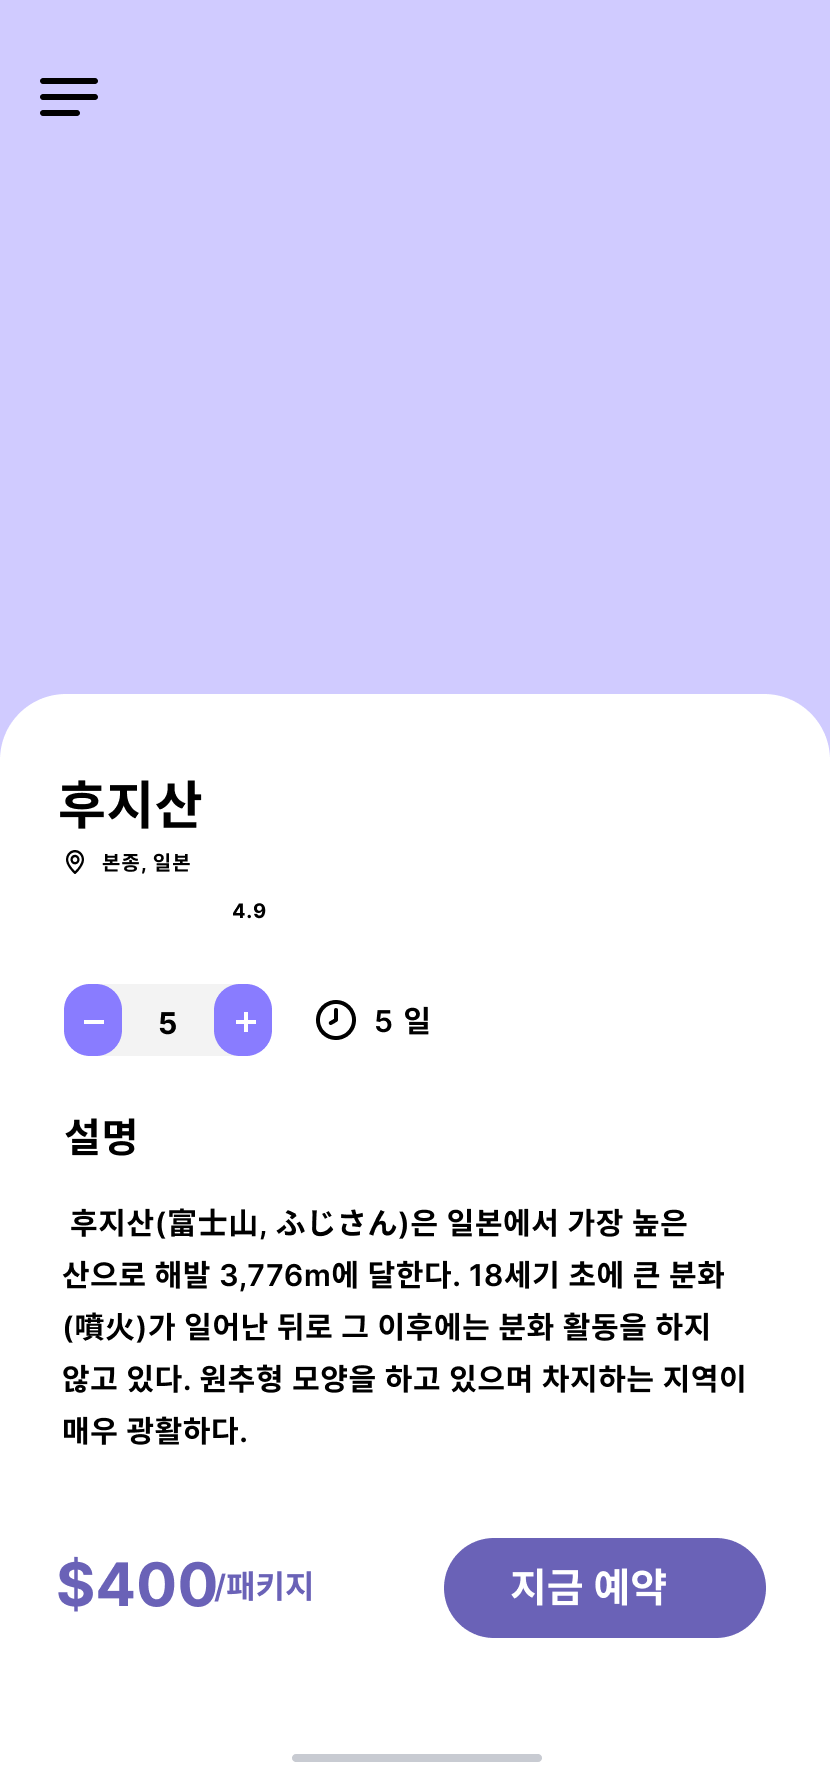 후지산
본종, 일본
4.9
5
5 일
설명
후지산(富士山, ふじさん)은 일본에서 가장 높은
산으로 해발 3,776m에 달한다. 18세기 초에 큰 분화
(噴火)가 일어난 뒤로 그 이후에는 분화 활동을 하지
않고 있다. 원추형 모양을 하고 있으며 차지하는 지역이
매우 광활하다.
$400/패키지
지금 예약